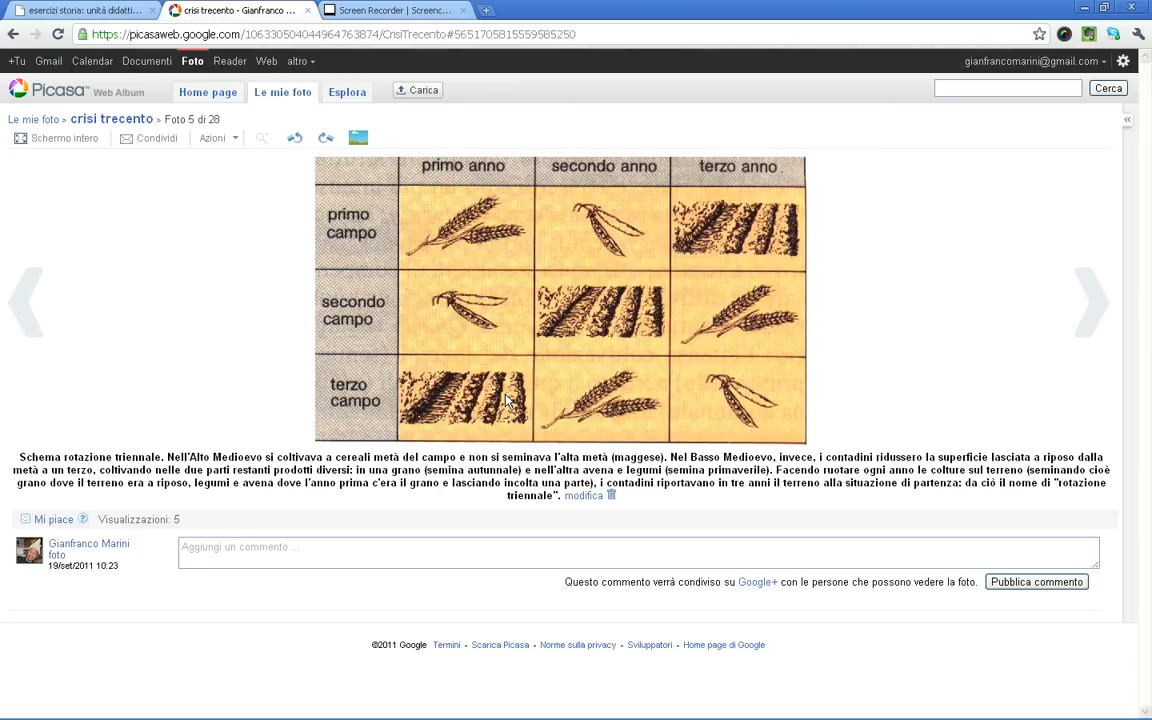 esercizi storia: unità didatti...
crisi trecento - Gianfranco ...
Screen Recorder | Screenc...
https://picasaweb.google.com/106330504044964763874/CrisiTrecento#5651705815559585250
+Tu Gmail Calendar Documenti Foto Reader Web altro
gianfrancomarini@gmail.com
Picasa Web Album
Home page Le mie foto Esplora Carica
Cerca
Le mie foto > crisi trecento > Foto 5 di 28
Schermo intero Condividi Azioni
primo anno secondo anno terzo anno
primo
campo
secondo
campo
terzo
campo
Schema rotazione triennale. Nell'Alto Medioevo si coltivava a cereali metà del campo e non si seminava l'alta metà (maggese). Nel Basso Medioevo, invece, i contadini ridussero la superficie lasciata a riposo dalla
metà a un terzo, coltivando nelle due parti restanti prodotti diversi: in una grano (semina autunnale) e nell'altra avena e legumi (semina primaverile). Facendo ruotare ogni anno le colture sul terreno (seminando cioè
grano dove il terreno era a riposo, legumi e avena dove l'anno prima c'era il grano e lasciando incolta una parte), i contadini riportavano in tre anni il terreno alla situazione di partenza: da ciò il nome di "rotazione
triennale". modifica
Mi piace ? Visualizzazioni: 5
Gianfranco Marini
foto
19/set/2011 10:23
Aggiungi un commento ...
Questo commento verrà condiviso su Google+ con le persone che possono vedere la foto. Pubblica commento
©2011 Google Termini - Scarica Picasa - Norme sulla privacy - Sviluppatori - Home page di Google